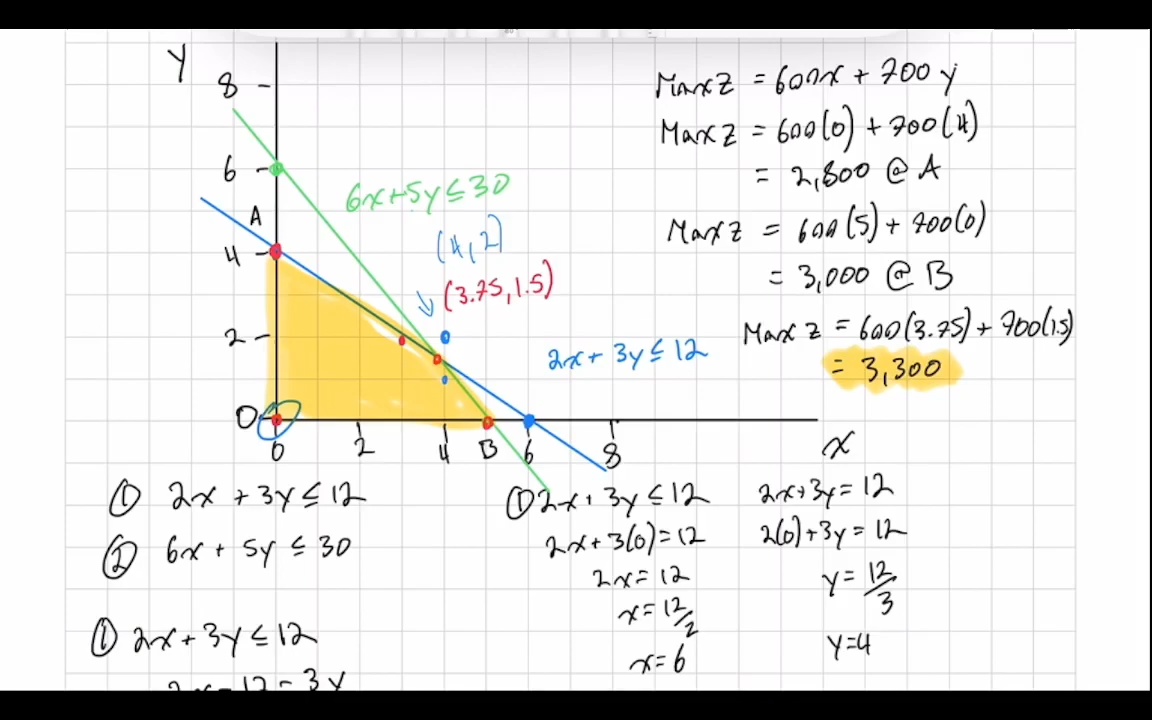 Y
8
6
A
4
2
0
0 2 4 B 6 8
X
6x+5y≤30
(4,2)
(3.75,1.5)
2x+3y≤12
Max Z = 600x + 700y
Max Z = 600(0) + 700(4)
= 2,800 @ A
Max Z = 600(5) + 700(0)
= 3,000 @ B
Max Z = 600(3.75) + 700(1.5)
= 3,300
① 2x + 3y ≤ 12
② 6x + 5y ≤ 30
① 2x + 3y ≤ 12
2x = 12 - 3y
① 2x + 3y ≤ 12
2x + 3(0) = 12
2x = 12
x = 12/2
x = 6
2x+3y = 12
2(0)+3y = 12
y = 12/3
y=4